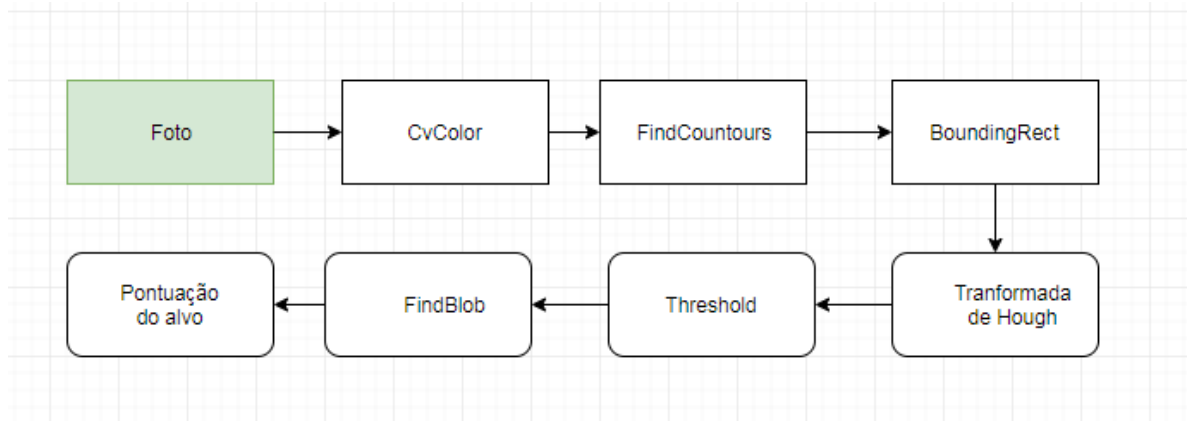 Foto
CvColor
FindCountours
BoundingRect
Tranformada
de Hough
Threshold
FindBlob
Pontuação
do alvo